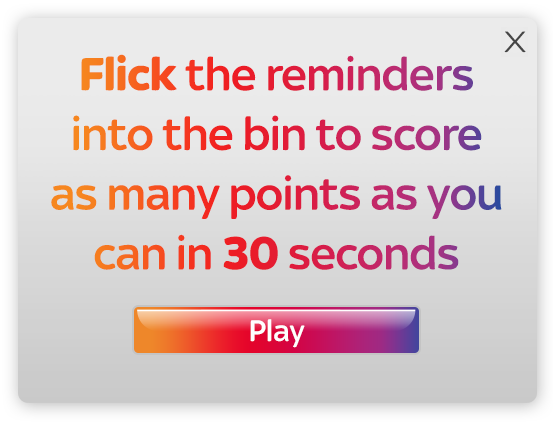 Flick the reminders
into the bin to score
as many points as you
can in 30 seconds
Play